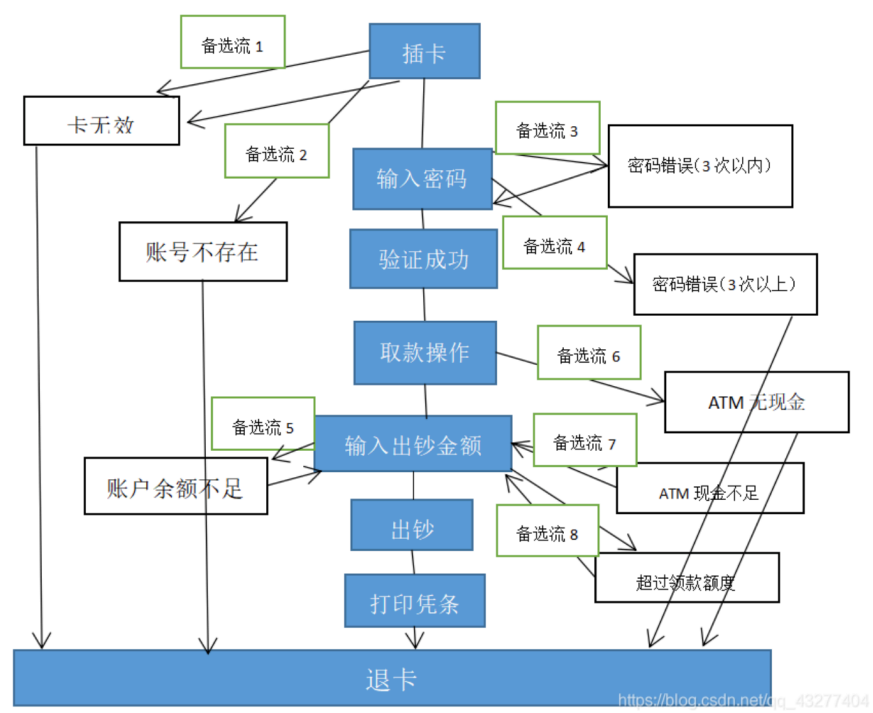 备选流 1
插卡
卡无效
备选流 3
备选流 2
密码错误（3 次以内）
输入密码
备选流 4
账号不存在
验证成功
密码错误（3 次以上）
取款操作
备选流 6
ATM 无现金
备选流 5
输入出钞金额
备选流 7
账户余额不足
ATM 现金不足
出钞
备选流 8
超过领款额度
打印凭条
退卡
https://blog.csdn.net/qq_43277404